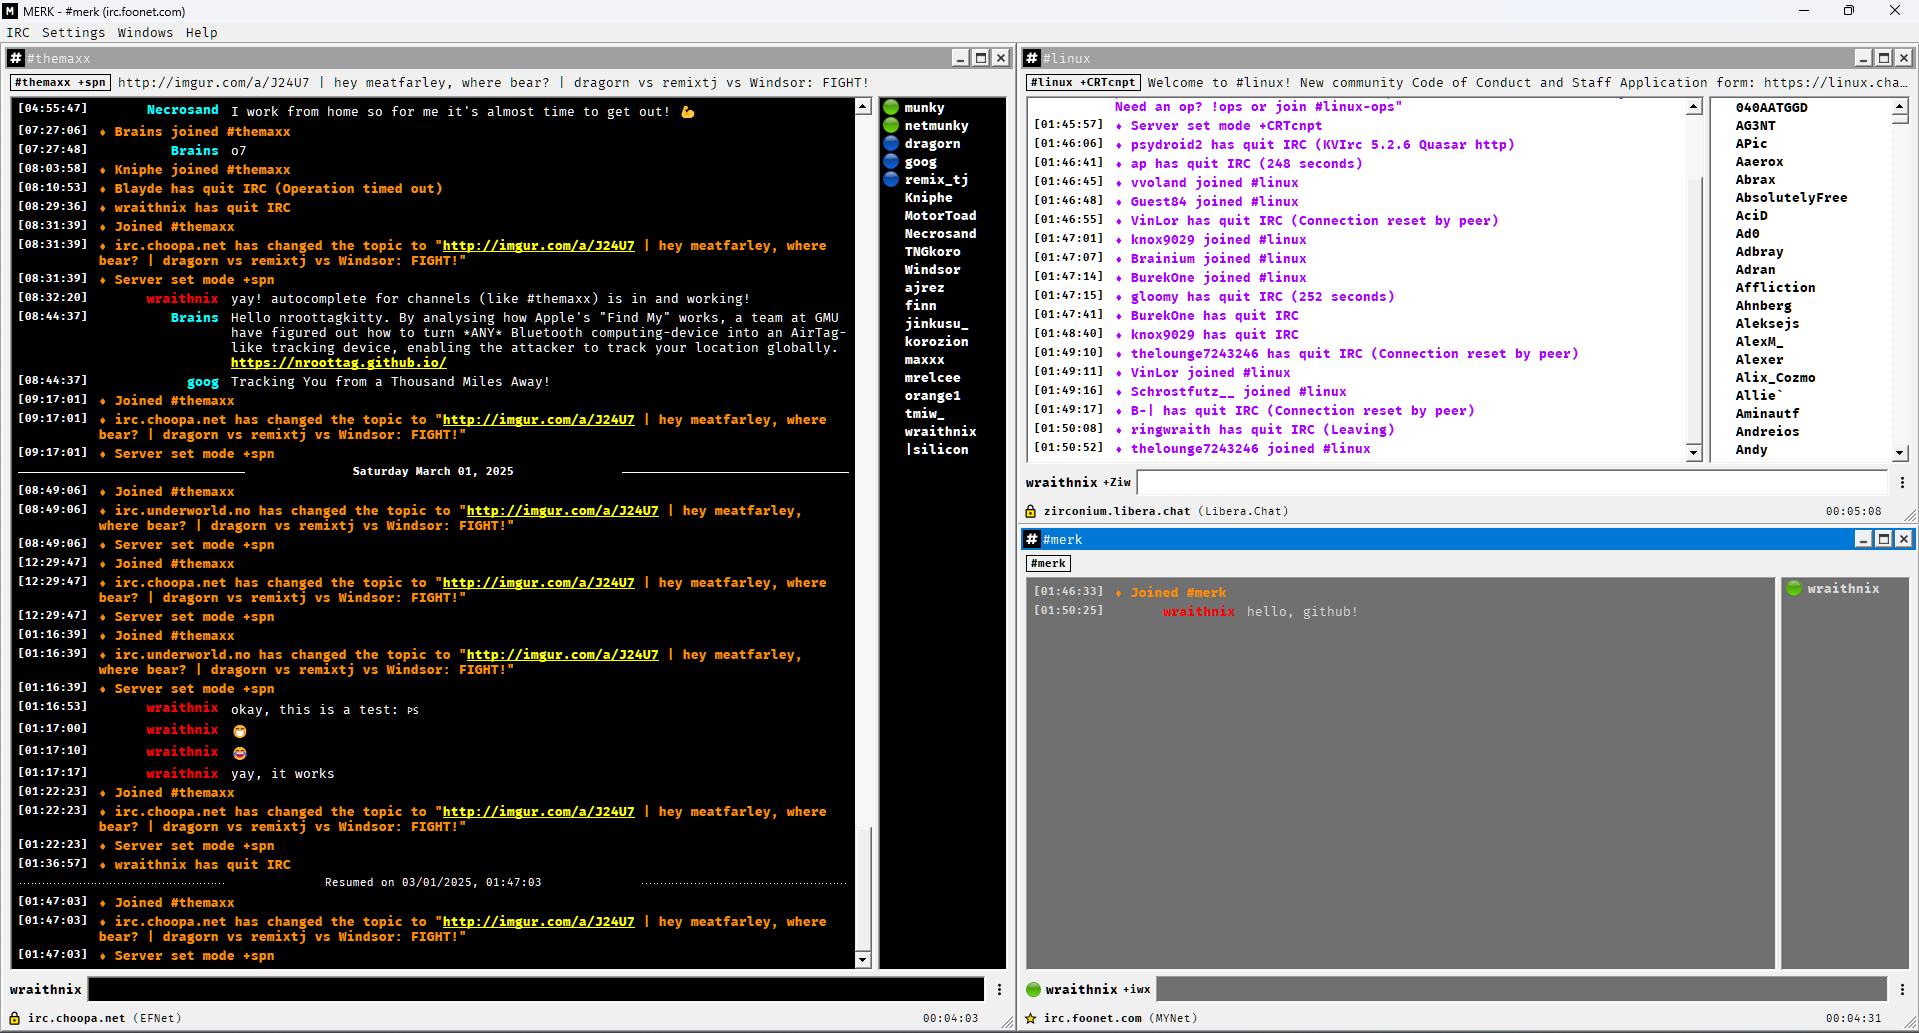 MERK - #merk (irc.foonet.com)
IRC Settings Windows Help
#themaxx
#themaxx +spn http://imgur.com/a/J24U7 | hey meatfarley, where bear? | dragorn vs remixtj vs Windsor: FIGHT!
[04:55:47] Necrosand I work from home so for me it's almost time to get out! 💪
[07:27:06] ♦ Brains joined #themaxx
[07:27:48] Brains o7
[08:03:58] ♦ Kniphe joined #themaxx
[08:10:53] ♦ Blayde has quit IRC (Operation timed out)
[08:29:36] ♦ wraithnix has quit IRC
[08:31:39] ♦ Joined #themaxx
[08:31:39] ♦ irc.choopa.net has changed the topic to "http://imgur.com/a/J24U7 | hey meatfarley, where
bear? | dragorn vs remixtj vs Windsor: FIGHT!"
[08:31:39] ♦ Server set mode +spn
[08:32:20] wraithnix yay! autocomplete for channels (like #themaxx) is in and working!
[08:44:37] Brains Hello nroottagkitty. By analysing how Apple's "Find My" works, a team at GMU
have figured out how to turn *ANY* Bluetooth computing-device into an AirTag-
like tracking device, enabling the attacker to track your location globally.
https://nroottag.github.io/
[08:44:37] goog Tracking You from a Thousand Miles Away!
[09:17:01] ♦ Joined #themaxx
[09:17:01] ♦ irc.choopa.net has changed the topic to "http://imgur.com/a/J24U7 | hey meatfarley, where
bear? | dragorn vs remixtj vs Windsor: FIGHT!"
[09:17:01] ♦ Server set mode +spn
Saturday March 01, 2025
[08:49:06] ♦ Joined #themaxx
[08:49:06] ♦ irc.underworld.no has changed the topic to "http://imgur.com/a/J24U7 | hey meatfarley,
where bear? | dragorn vs remixtj vs Windsor: FIGHT!"
[08:49:06] ♦ Server set mode +spn
[12:29:47] ♦ Joined #themaxx
[12:29:47] ♦ irc.choopa.net has changed the topic to "http://imgur.com/a/J24U7 | hey meatfarley, where
bear? | dragorn vs remixtj vs Windsor: FIGHT!"
[12:29:47] ♦ Server set mode +spn
[01:16:39] ♦ Joined #themaxx
[01:16:39] ♦ irc.underworld.no has changed the topic to "http://imgur.com/a/J24U7 | hey meatfarley,
where bear? | dragorn vs remixtj vs Windsor: FIGHT!"
[01:16:39] ♦ Server set mode +spn
[01:16:53] wraithnix okay, this is a test:
[01:17:00] wraithnix 😁
[01:17:10] wraithnix 😂
[01:17:17] wraithnix yay, it works
[01:22:23] ♦ Joined #themaxx
[01:22:23] ♦ irc.choopa.net has changed the topic to "http://imgur.com/a/J24U7 | hey meatfarley, where
bear? | dragorn vs remixtj vs Windsor: FIGHT!"
[01:22:23] ♦ Server set mode +spn
[01:36:57] ♦ wraithnix has quit IRC
Resumed on 03/01/2025, 01:47:03
[01:47:03] ♦ Joined #themaxx
[01:47:03] ♦ irc.choopa.net has changed the topic to "http://imgur.com/a/J24U7 | hey meatfarley, where
bear? | dragorn vs remixtj vs Windsor: FIGHT!"
[01:47:03] ♦ Server set mode +spn
munky
netmunky
dragorn
goog
remix_tj
Kniphe
MotorToad
Necrosand
TNGkoro
Windsor
ajrez
finn
jinkusu_
korozion
maxxx
mrelcee
orange1
tmiw_
wraithnix
|silicon
wraithnix
irc.choopa.net (EFNet) 00:04:03
#linux
#linux +CRTcnpt Welcome to #linux! New community Code of Conduct and Staff Application form: https://linux.cha…
Need an op? !ops or join #linux-ops"
[01:45:57] ♦ Server set mode +CRTcnpt
[01:46:06] ♦ psydroid2 has quit IRC (KVIrc 5.2.6 Quasar http)
[01:46:41] ♦ ap has quit IRC (248 seconds)
[01:46:45] ♦ vvoland joined #linux
[01:46:48] ♦ Guest84 joined #linux
[01:46:55] ♦ VinLor has quit IRC (Connection reset by peer)
[01:47:01] ♦ knox9029 joined #linux
[01:47:07] ♦ Brainium joined #linux
[01:47:14] ♦ BurekOne joined #linux
[01:47:15] ♦ gloomy has quit IRC (252 seconds)
[01:47:41] ♦ BurekOne has quit IRC
[01:48:40] ♦ knox9029 has quit IRC
[01:49:10] ♦ thelounge7243246 has quit IRC (Connection reset by peer)
[01:49:11] ♦ VinLor joined #linux
[01:49:16] ♦ Schrostfutz__ joined #linux
[01:49:17] ♦ B-| has quit IRC (Connection reset by peer)
[01:50:08] ♦ ringwraith has quit IRC (Leaving)
[01:50:52] ♦ thelounge7243246 joined #linux
040AATGGD
AG3NT
APic
Aaerox
Abrax
AbsolutelyFree
AciD
Ad0
Adbray
Adran
Affliction
Ahnberg
Aleksejs
AlexM_
Alexer
Alix_Cozmo
Allie`
Aminautf
Andreios
Andy
wraithnix +Ziw
zirconium.libera.chat (Libera.Chat) 00:05:08
#merk
#merk
[01:46:33] ♦ Joined #merk
[01:50:25] wraithnix hello, github!
wraithnix
wraithnix +iwx
irc.foonet.com (MYNet) 00:04:31